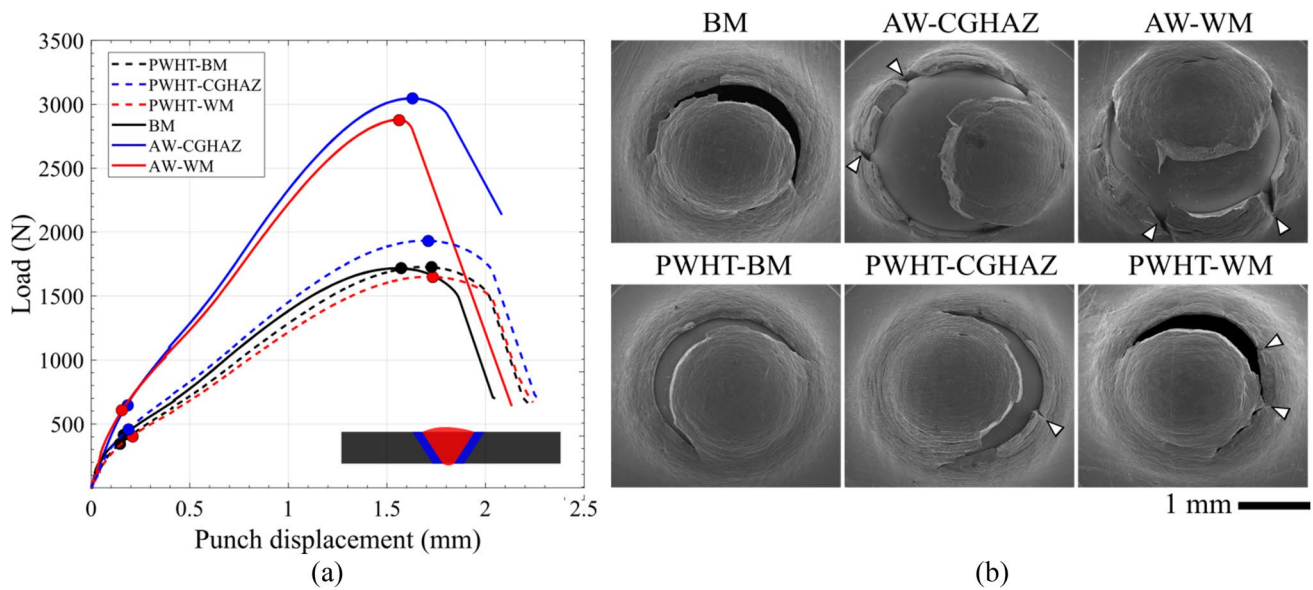 3500
3000
2500
2000
1500
1000
500
0
0.5
1
1.5
2
2.5
Load (N)
Punch displacement (mm)
PWHT-BM
PWHT-CGHAZ
PWHT-WM
BM
AW-CGHAZ
AW-WM
(a)
BM AW-CGHAZ AW-WM
PWHT-BM PWHT-CGHAZ PWHT-WM
1 mm
(b)